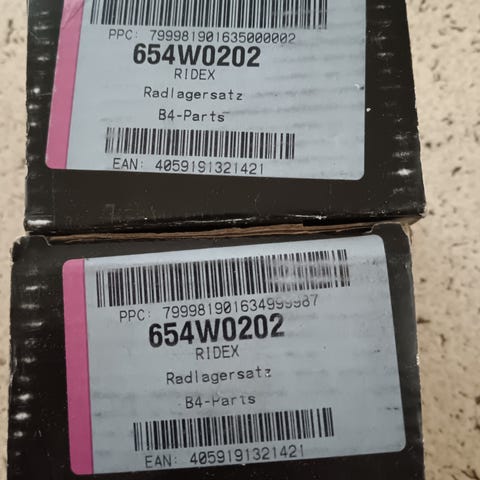 PPC: 799981901635000002
654W0202
RIDEX
Radlagersatz
B4-Parts
EAN: 4059191321421
PPC: 799981901634999987
654W0202
RIDEX
Radlagersatz
B4-Parts
EAN: 4059191321421